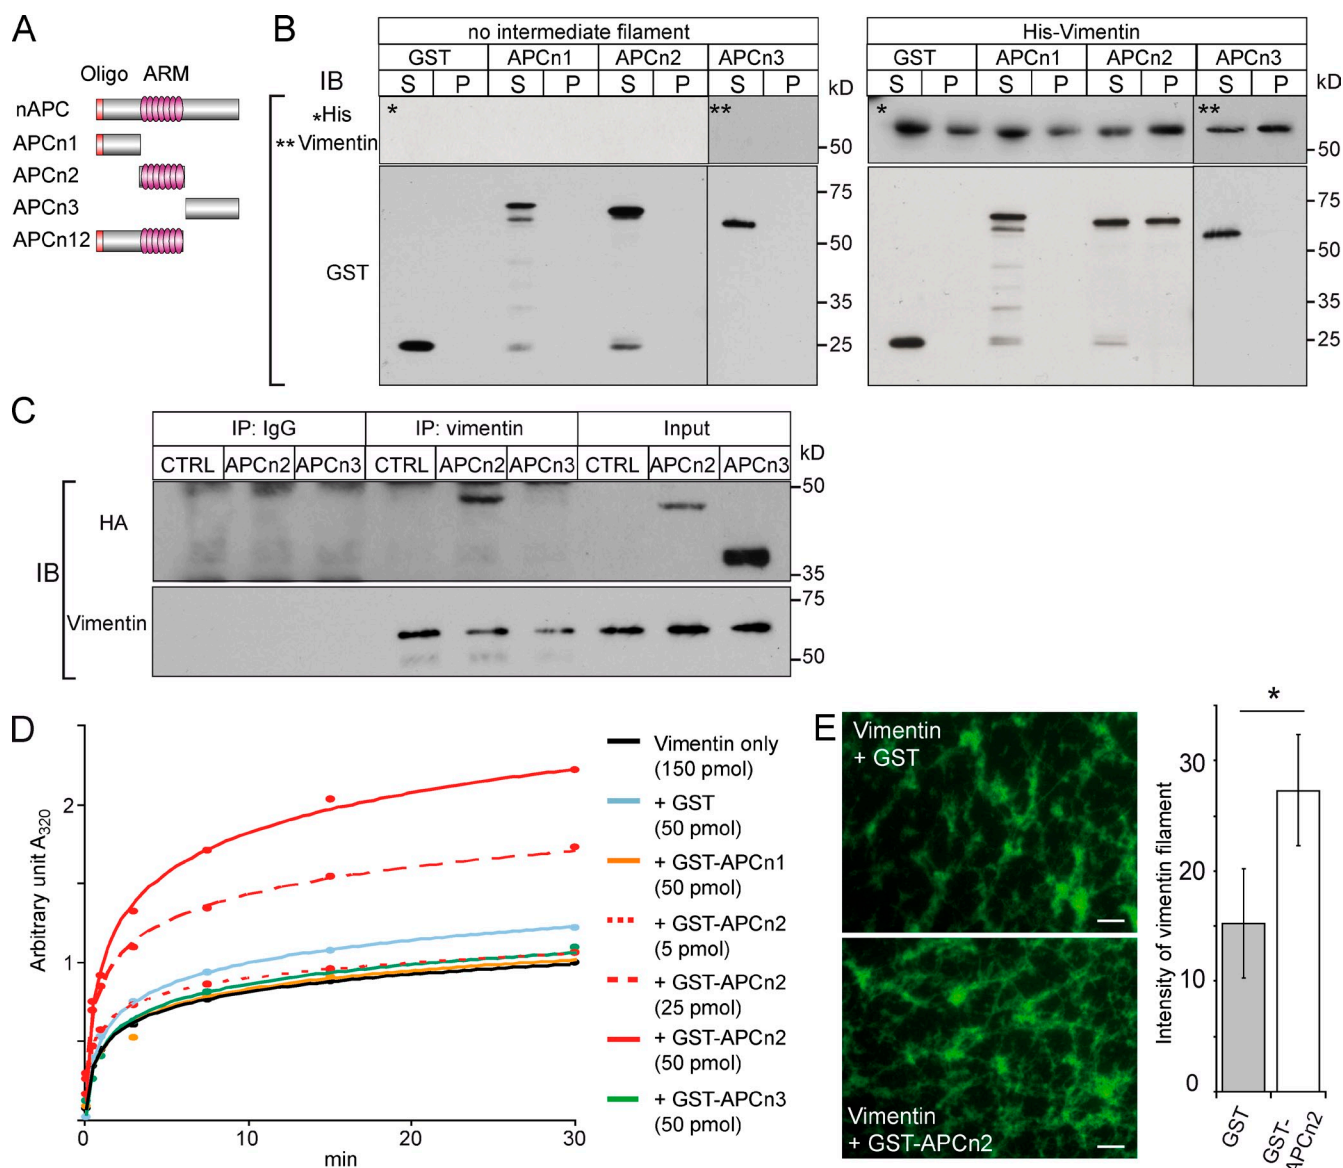 A
Oligo ARM
nAPC
APCn1
APCn2
APCn3
APCn12
B
no intermediate filament
GST APCn1 APCn2 APCn3
S P S P S P S P
IB
*His
**Vimentin
GST
* **
kD
50
75
50
35
25
His-Vimentin
GST APCn1 APCn2 APCn3
S P S P S P S P
* **
kD
50
75
50
35
25
C
IP: IgG IP: vimentin Input
CTRL APCn2 APCn3 CTRL APCn2 APCn3 CTRL APCn2 APCn3
kD
IB
HA
50
35
Vimentin
75
50
D
Arbitrary unit A320
2
1
0 10 20 30
min
Vimentin only
(150 pmol)
+ GST
(50 pmol)
+ GST-APCn1
(50 pmol)
+ GST-APCn2
(5 pmol)
+ GST-APCn2
(25 pmol)
+ GST-APCn2
(50 pmol)
+ GST-APCn3
(50 pmol)
E
Vimentin
+ GST
Vimentin
+ GST-APCn2
Intensity of vimentin filament
*
30
20
10
0
GST
GST-
APCn2